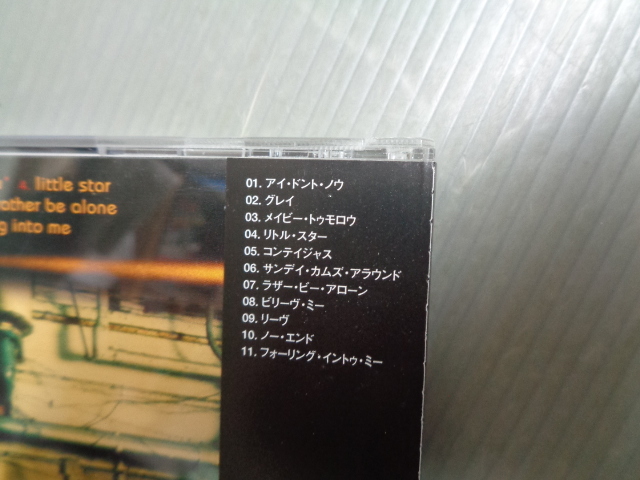 4. little star
rather be alone
g into me
01. アイ・ドント・ノウ
02. グレイ
03. メイビー・トゥモロウ
04. リトル・スター
05. コンテイジャス
06. サンデイ・カムズ・アラウンド
07. ラザー・ビー・アローン
08. ビリーヴ・ミー
09. リーヴ
10. ノー・エンド
11. フォーリング・イントゥ・ミー